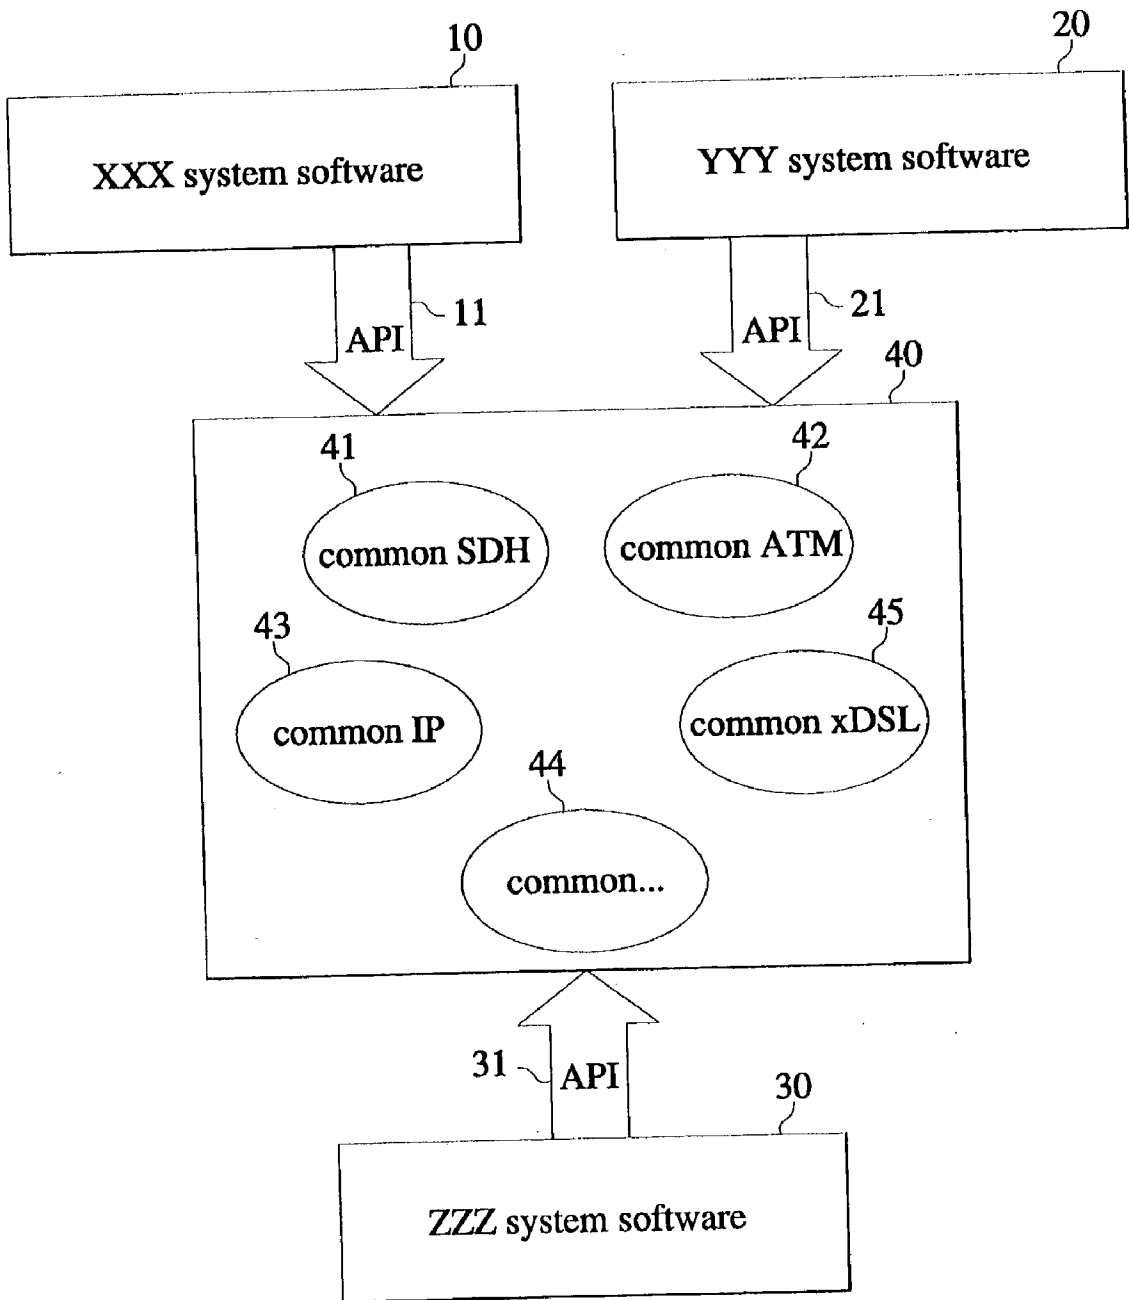 10
20
XXX system software
YYY system software
11
API
21
API
40
41
42
common SDH
common ATM
43
45
common IP
common xDSL
44
common...
31
API
30
ZZZ system software